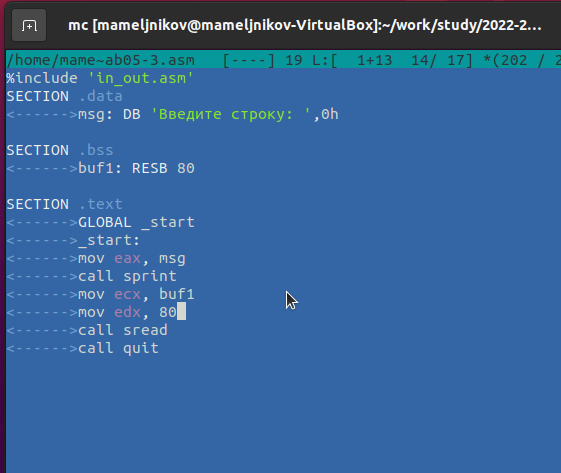 mc [mameljnikov@mameljnikov-VirtualBox]:~/work/study/2022-2...
/home/mame~ab05-3.asm   [----] 19 L:[  1+13  14/ 17] *(202 / 2
%include 'in_out.asm'
SECTION .data
<------>msg: DB 'Введите строку: ',0h
SECTION .bss
<------>buf1: RESB 80
SECTION .text
<------>GLOBAL _start
<------>_start:
<------>mov eax, msg
<------>call sprint
<------>mov ecx, buf1
<------>mov edx, 80
<------>call sread
<------>call quit